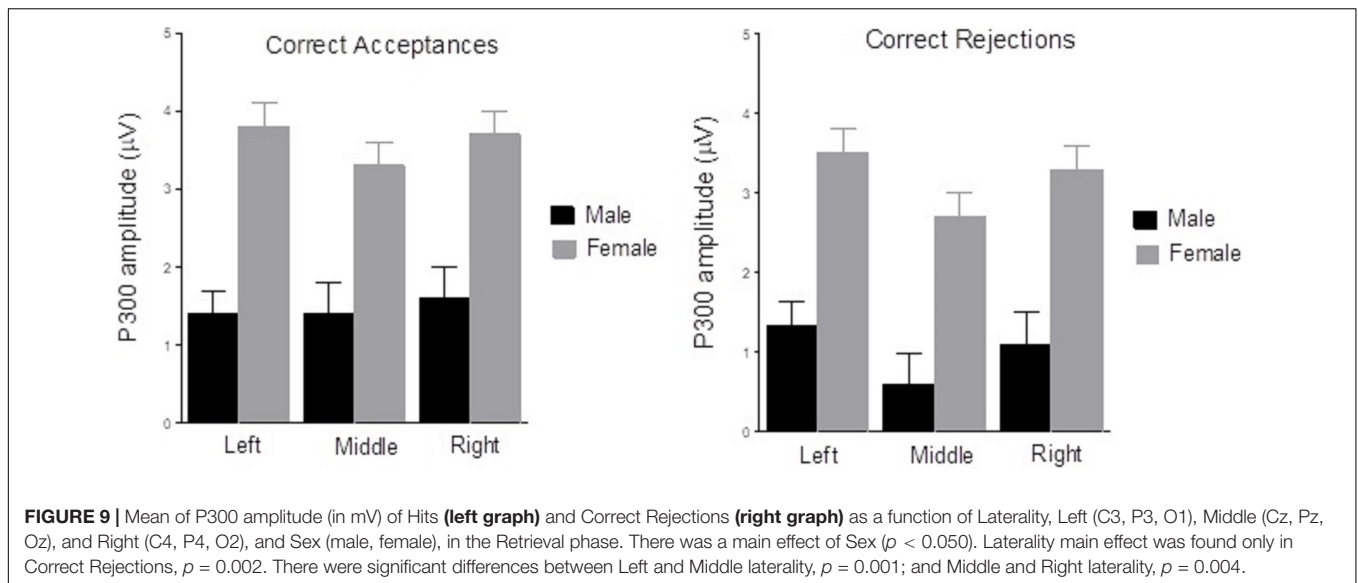 Correct Acceptances
5
4
3
2
1
0
P300 amplitude (µV)
Left Middle Right
Male
Female
Correct Rejections
5
4
3
2
1
0
P300 amplitude (µV)
Left Middle Right
Male
Female
FIGURE 9 | Mean of P300 amplitude (in mV) of Hits (left graph) and Correct Rejections (right graph) as a function of Laterality, Left (C3, P3, O1), Middle (Cz, Pz,
Oz), and Right (C4, P4, O2), and Sex (male, female), in the Retrieval phase. There was a main effect of Sex (p < 0.050). Laterality main effect was found only in
Correct Rejections, p = 0.002. There were significant differences between Left and Middle laterality, p = 0.001; and Middle and Right laterality, p = 0.004.